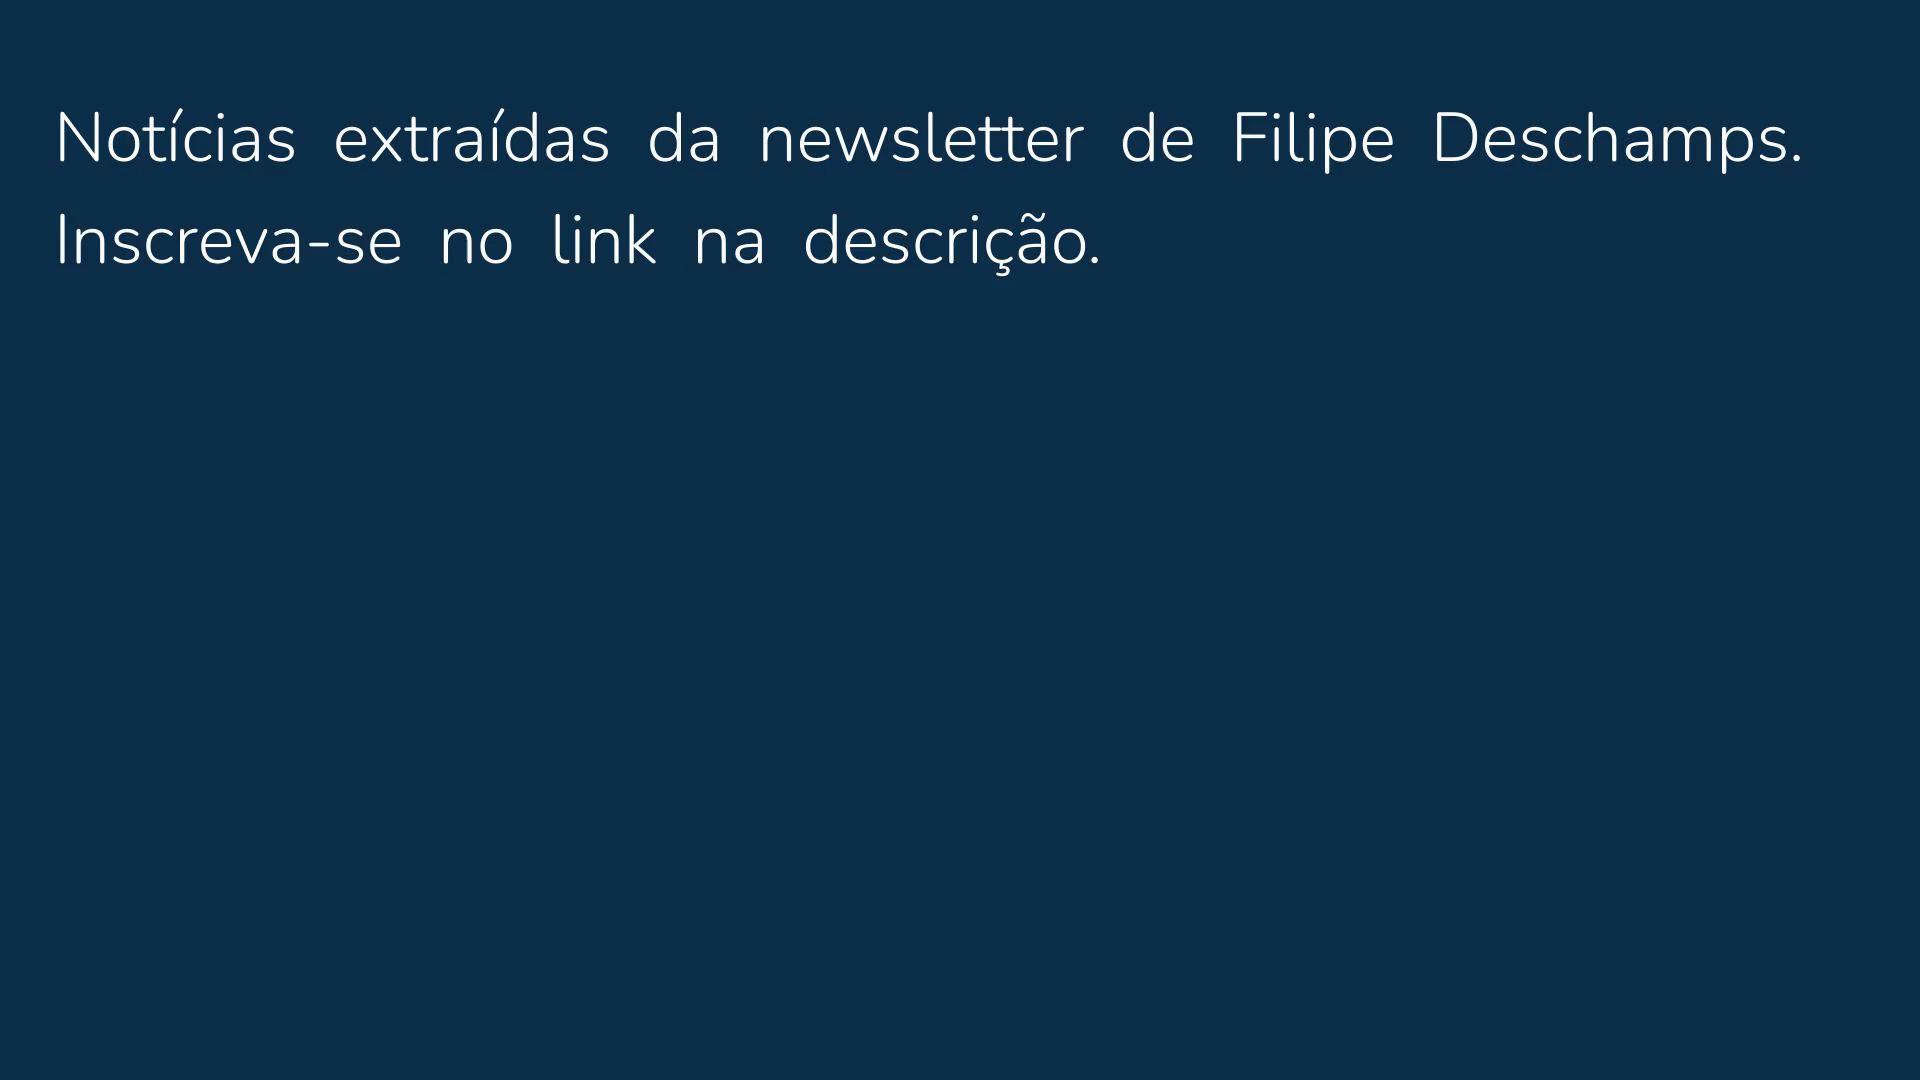 Notícias extraídas da newsletter de Filipe Deschamps.
Inscreva-se no link na descrição.